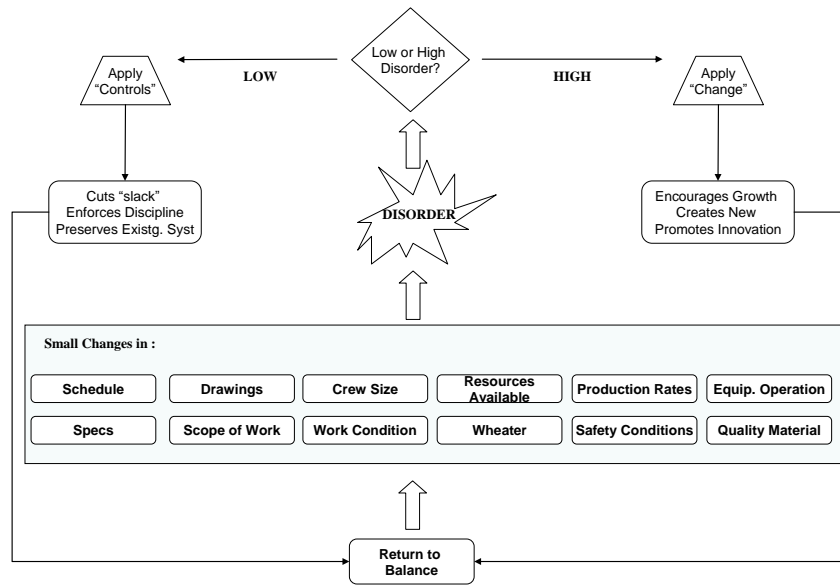 Low or High
Disorder?
LOW
HIGH
Apply
“Controls”
Apply
“Change”
Cuts “slack”
Enforces Discipline
Preserves Existg. Syst
DISORDER
Encourages Growth
Creates New
Promotes Innovation
Small Changes in :
Schedule
Drawings
Crew Size
Resources
Available
Production Rates
Equip. Operation
Specs
Scope of Work
Work Condition
Wheater
Safety Conditions
Quality Material
Return to
Balance